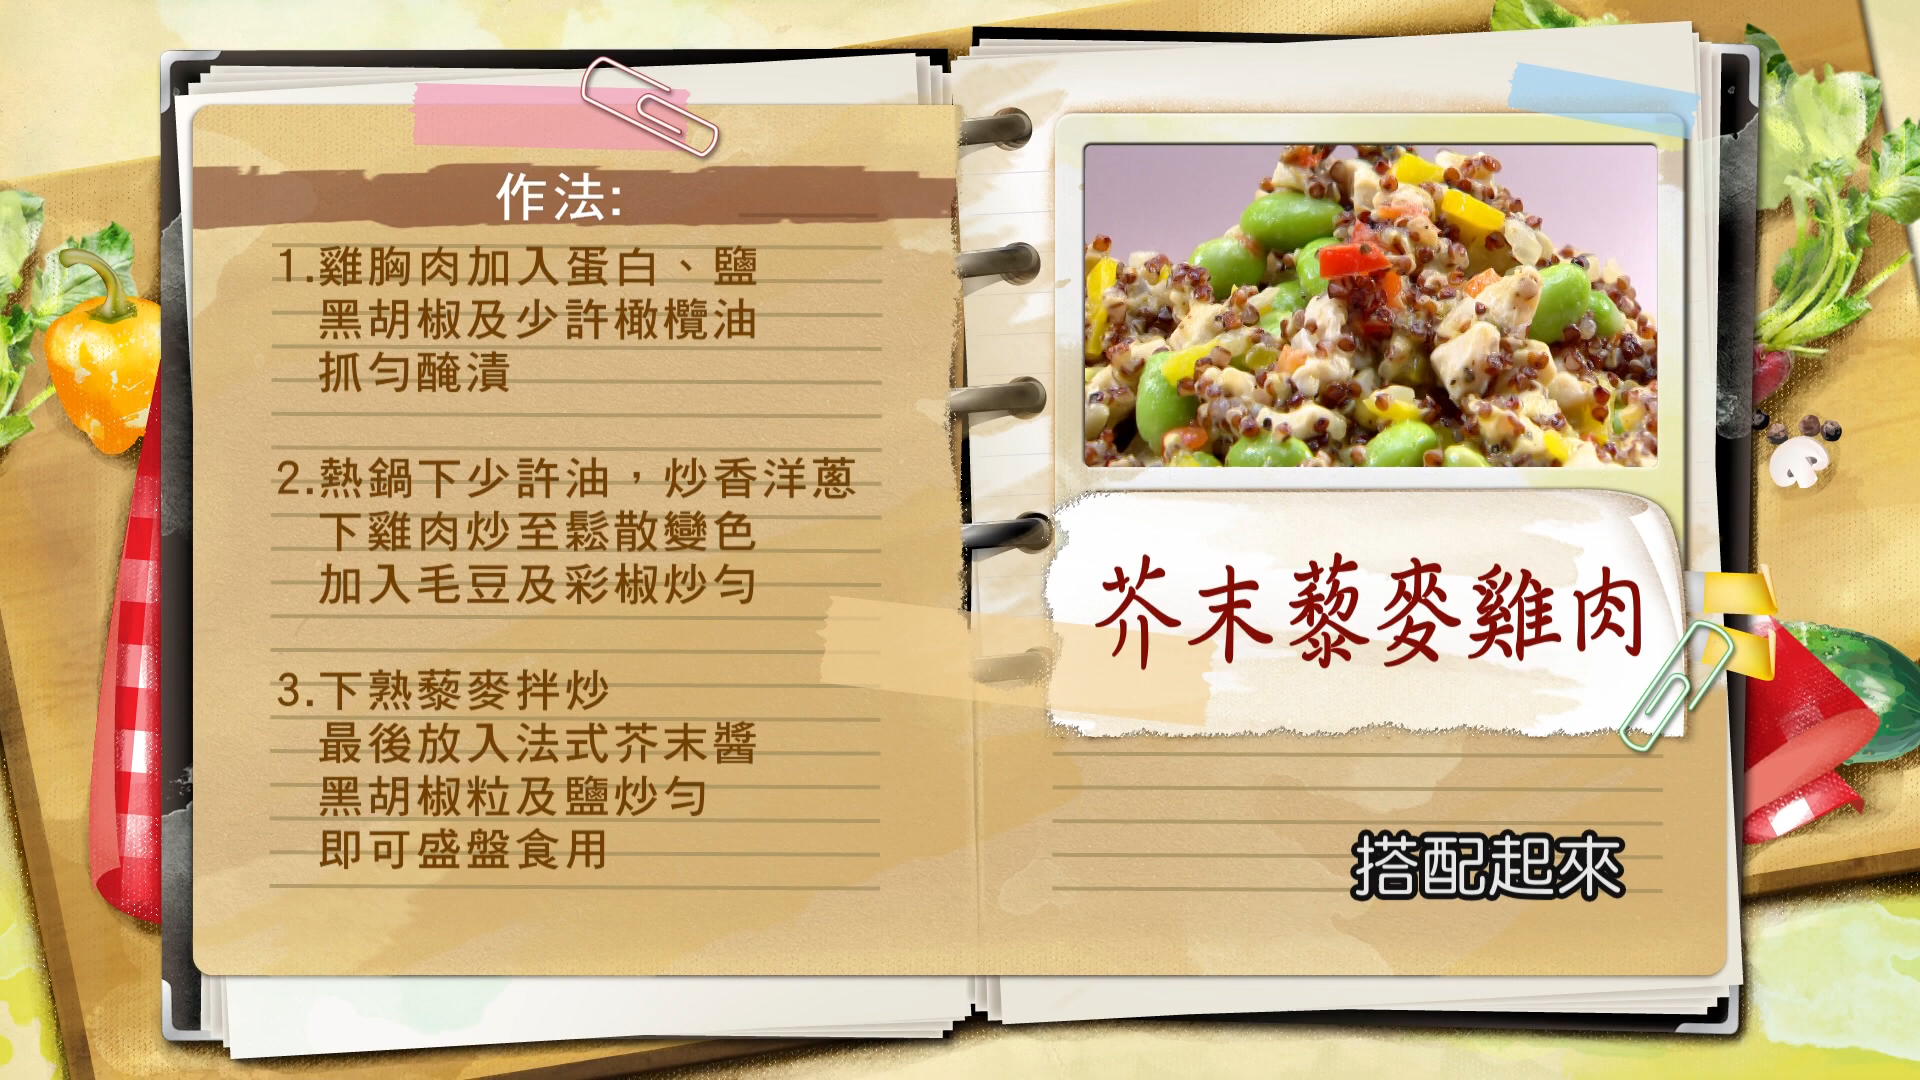 作法:
1.雞胸肉加入蛋白、鹽
黑胡椒及少許橄欖油
抓勻醃漬
2.熱鍋下少許油，炒香洋蔥
下雞肉炒至鬆散變色
加入毛豆及彩椒炒勻
3.下熟藜麥拌炒
最後放入法式芥末醬
黑胡椒粒及鹽炒勻
即可盛盤食用
芥末藜麥雞肉
搭配起來